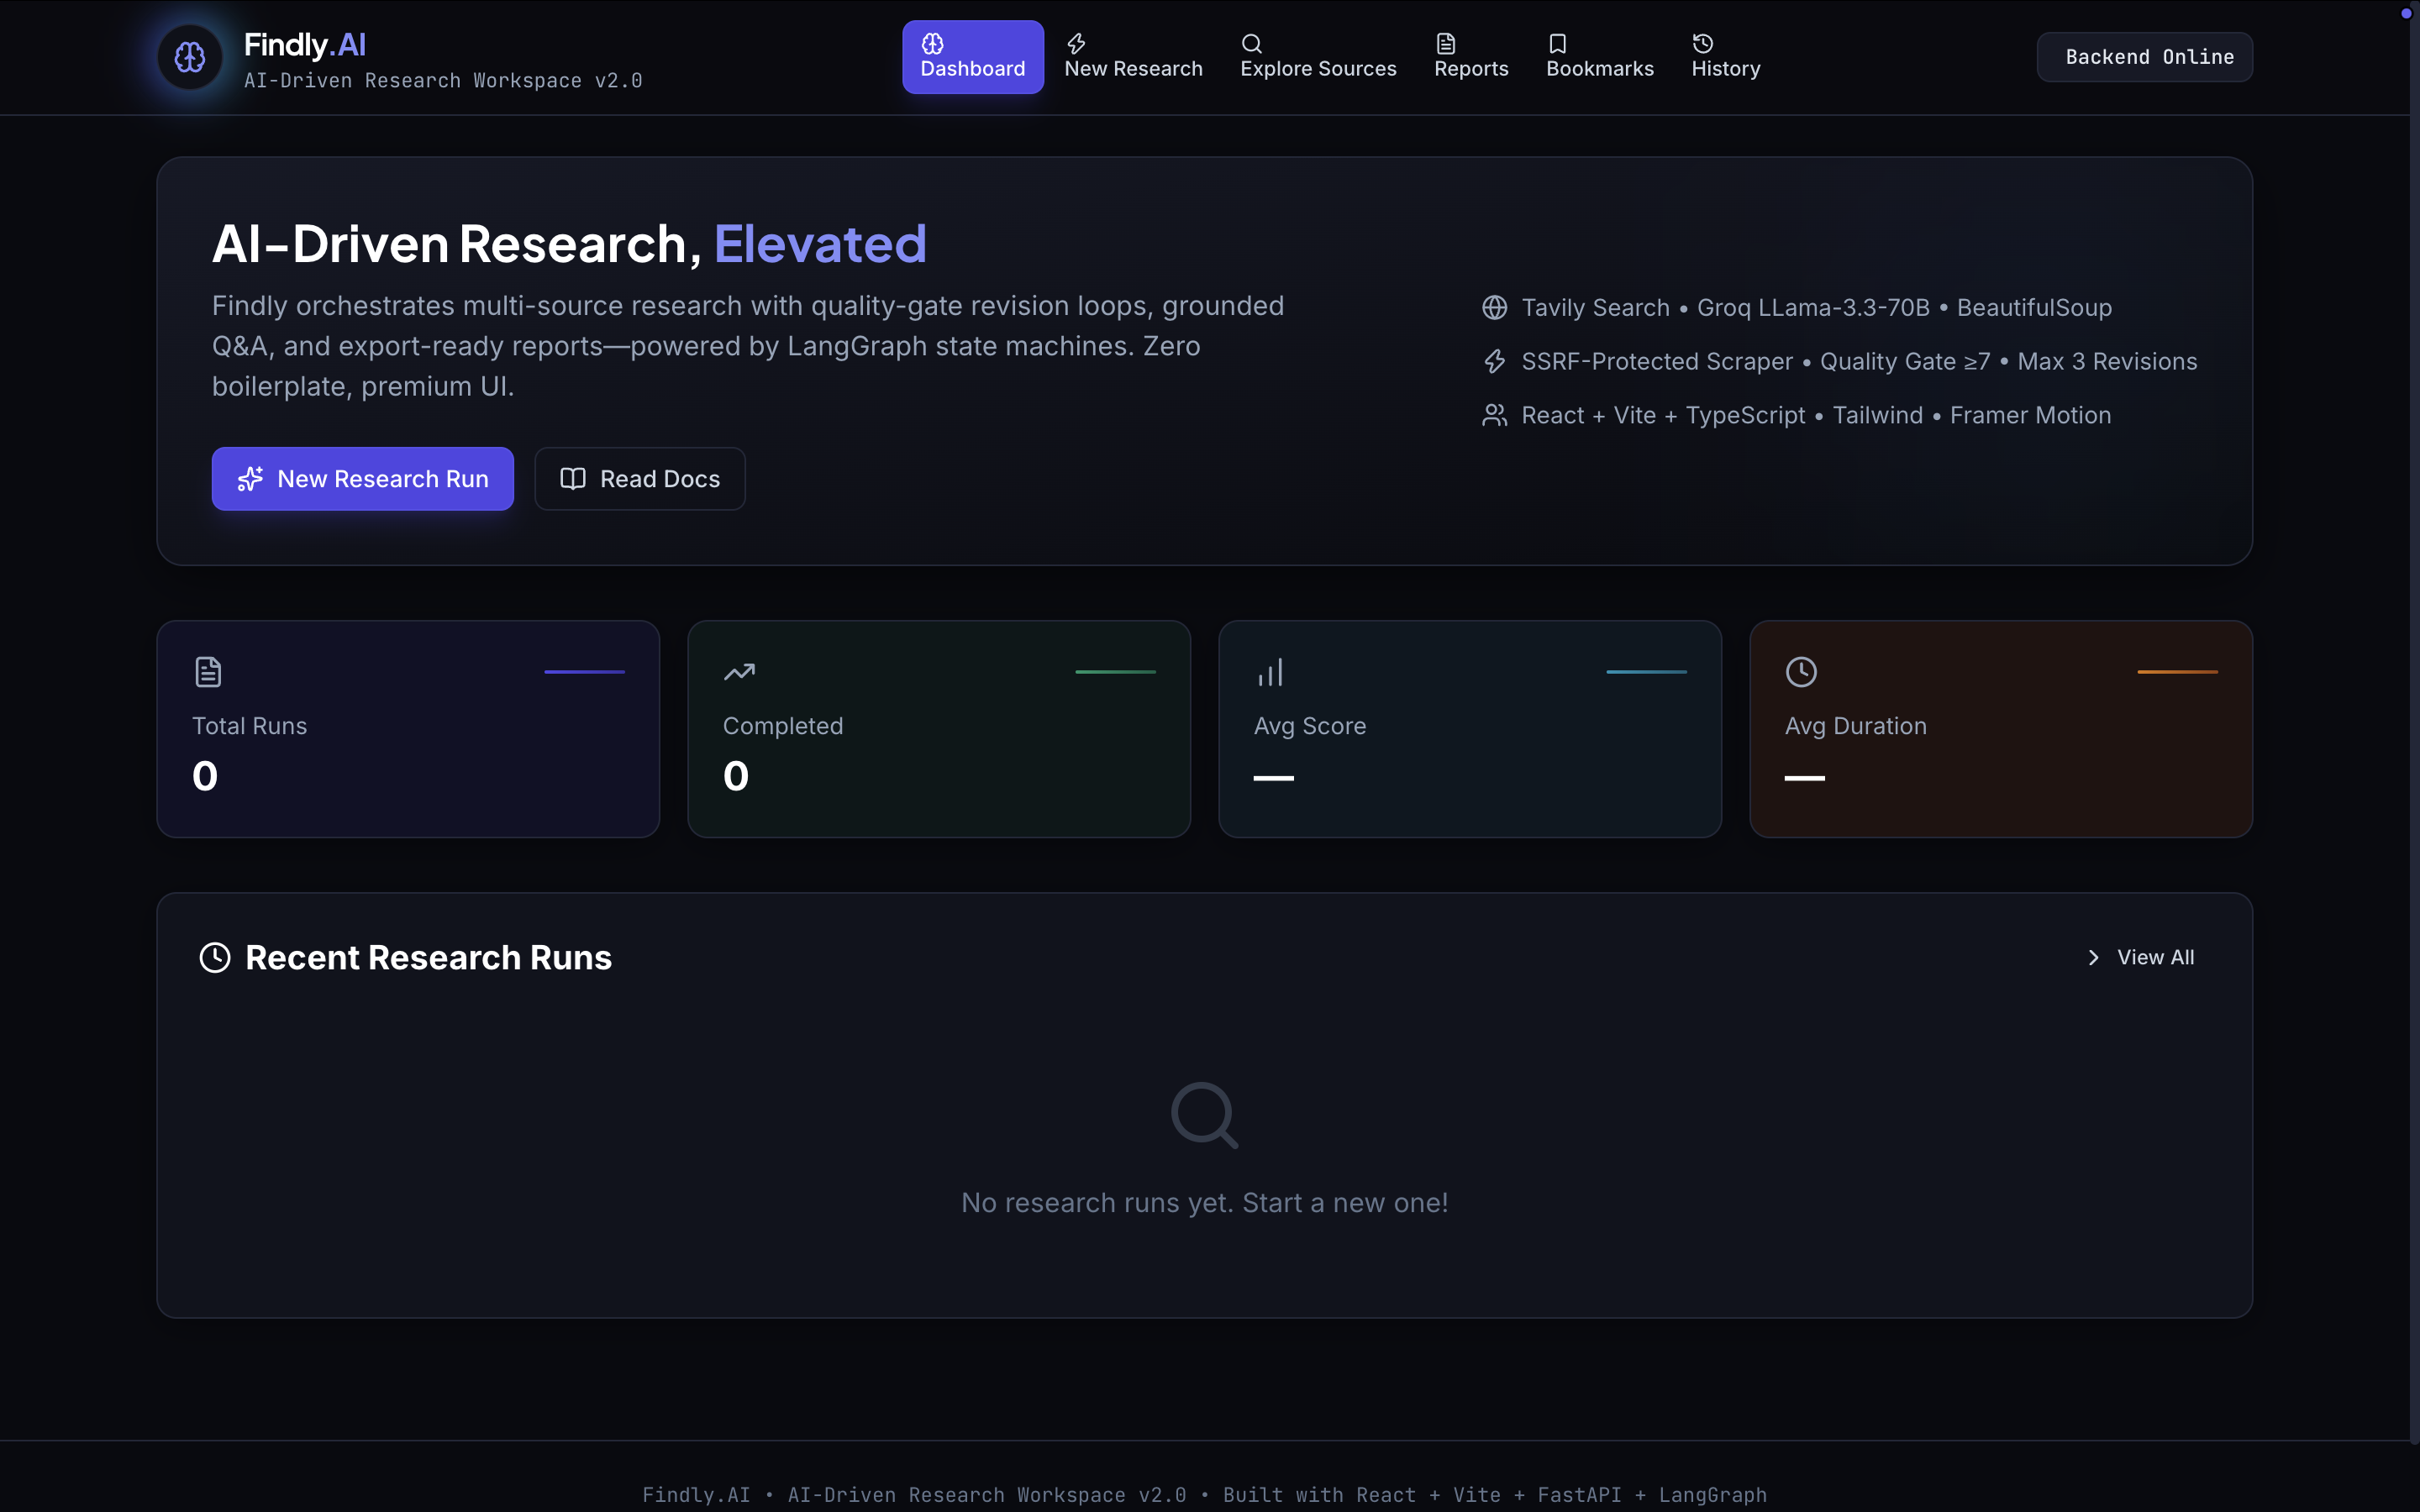 Findly.AI
AI-Driven Research Workspace v2.0
Dashboard
New Research
Explore Sources
Reports
Bookmarks
History
Backend Online
AI-Driven Research, Elevated
Findly orchestrates multi-source research with quality-gate revision loops, grounded
Q&A, and export-ready reports—powered by LangGraph state machines. Zero
boilerplate, premium UI.
New Research Run
Read Docs
Tavily Search • Groq LLama-3.3-70B • BeautifulSoup
SSRF-Protected Scraper • Quality Gate ≥7 • Max 3 Revisions
React + Vite + TypeScript • Tailwind • Framer Motion
Total Runs
0
Completed
0
Avg Score
—
Avg Duration
—
Recent Research Runs
View All
No research runs yet. Start a new one!
Findly.AI • AI-Driven Research Workspace v2.0 • Built with React + Vite + FastAPI + LangGraph